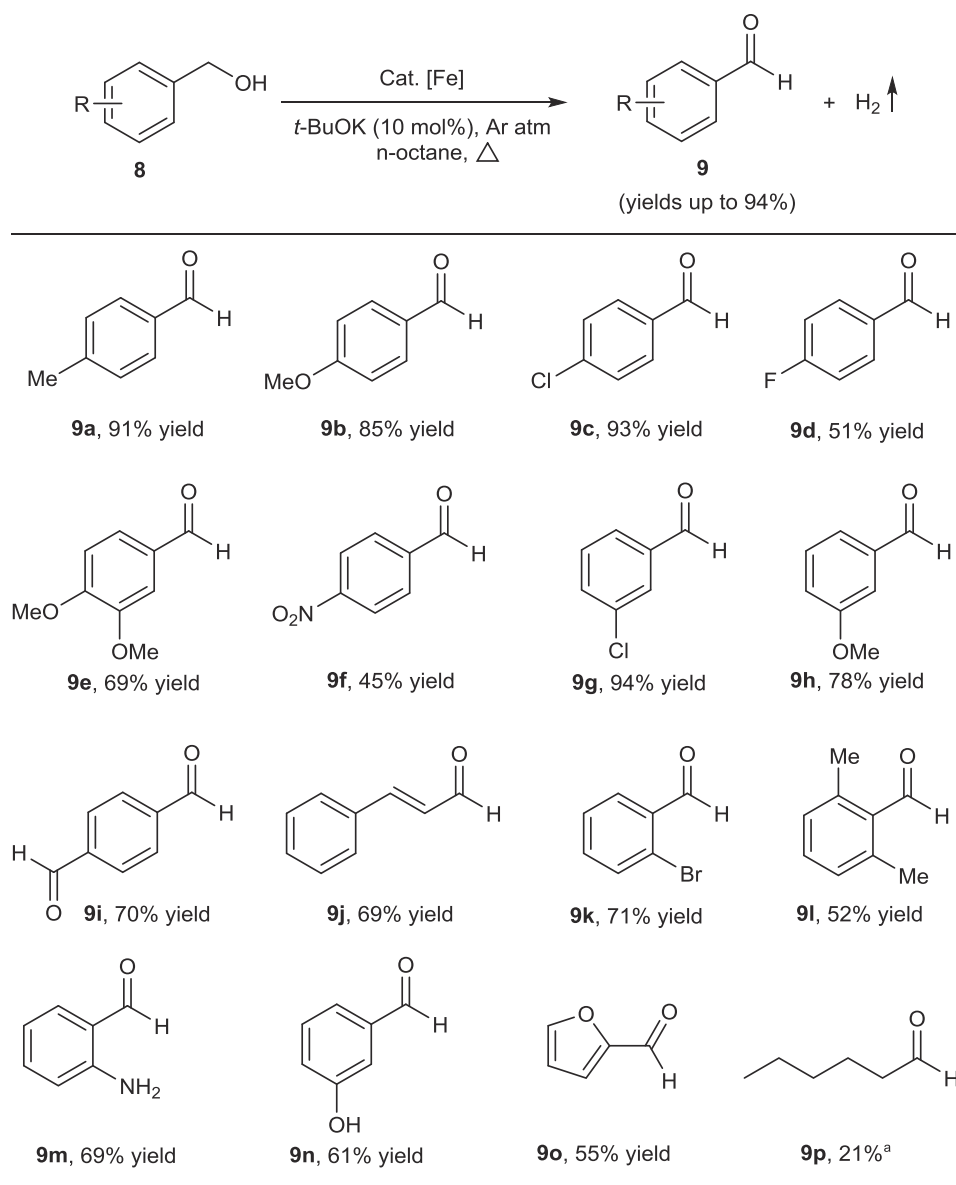 R
OH
8
Cat. [Fe]
t-BuOK (10 mol%), Ar atm
n-octane, △
R
O
H
9
(yields up to 94%)
+ H₂
O
H
Me
9a, 91% yield
O
H
MeO
9b, 85% yield
O
H
Cl
9c, 93% yield
O
H
F
9d, 51% yield
O
H
MeO
OMe
9e, 69% yield
O
H
O₂N
9f, 45% yield
O
H
Cl
9g, 94% yield
O
H
OMe
9h, 78% yield
O
H
H
O
9i, 70% yield
O
H
9j, 69% yield
O
H
Br
9k, 71% yield
Me
O
H
Me
9l, 52% yield
O
H
NH₂
9m, 69% yield
O
H
OH
9n, 61% yield
O
O
H
9o, 55% yield
O
H
9p, 21%ᵃ